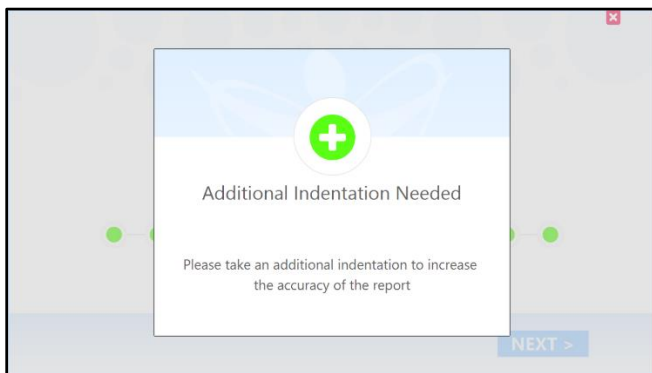 Additional Indentation Needed
Please take an additional indentation to increase
the accuracy of the report
NEXT >